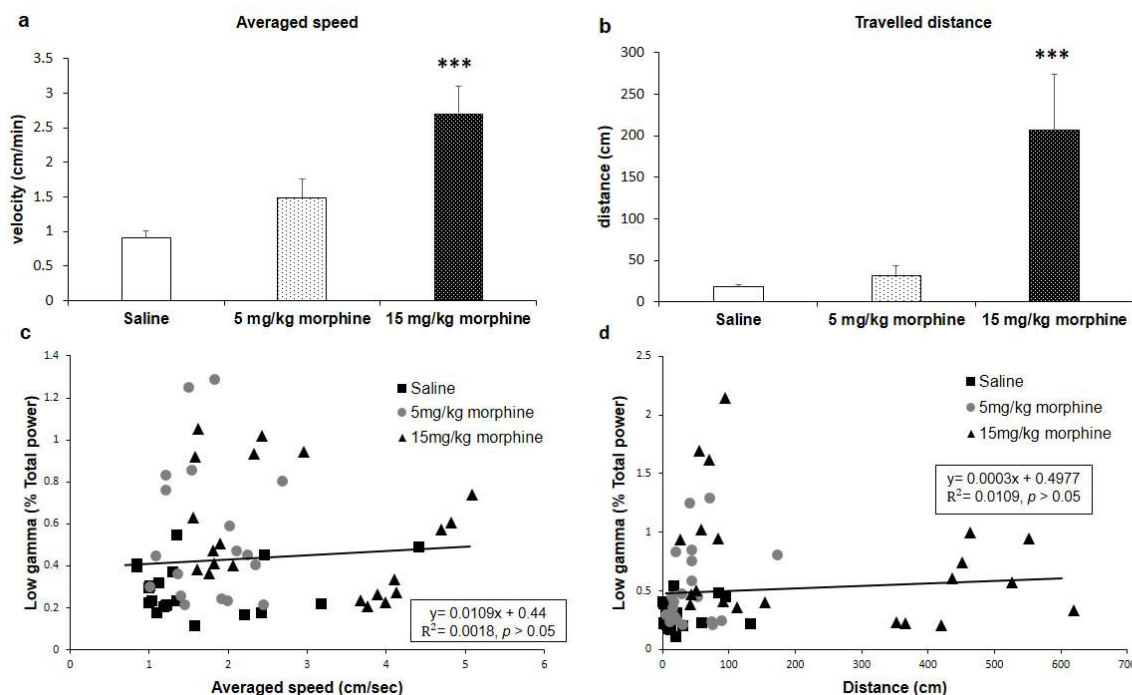 a
Averaged speed
velocity (cm/min)
3.5
3
2.5
2
1.5
1
0.5
0
***
Saline
5 mg/kg morphine
15 mg/kg morphine
b
Travelled distance
distance (cm)
300
250
200
150
100
50
0
***
Saline
5 mg/kg morphine
15 mg/kg morphine
c
Low gamma (% Total power)
1.4
1.2
1
0.8
0.6
0.4
0.2
0
Saline
5mg/kg morphine
15mg/kg morphine
y= 0.0109x + 0.44
R²= 0.0018, p > 0.05
0 1 2 3 4 5 6
Averaged speed (cm/sec)
d
Low gamma (% Total power)
2.5
2
1.5
1
0.5
0
Saline
5mg/kg morphine
15mg/kg morphine
y= 0.0003x + 0.4977
R²= 0.0109, p > 0.05
0 100 200 300 400 500 600 700
Distance (cm)